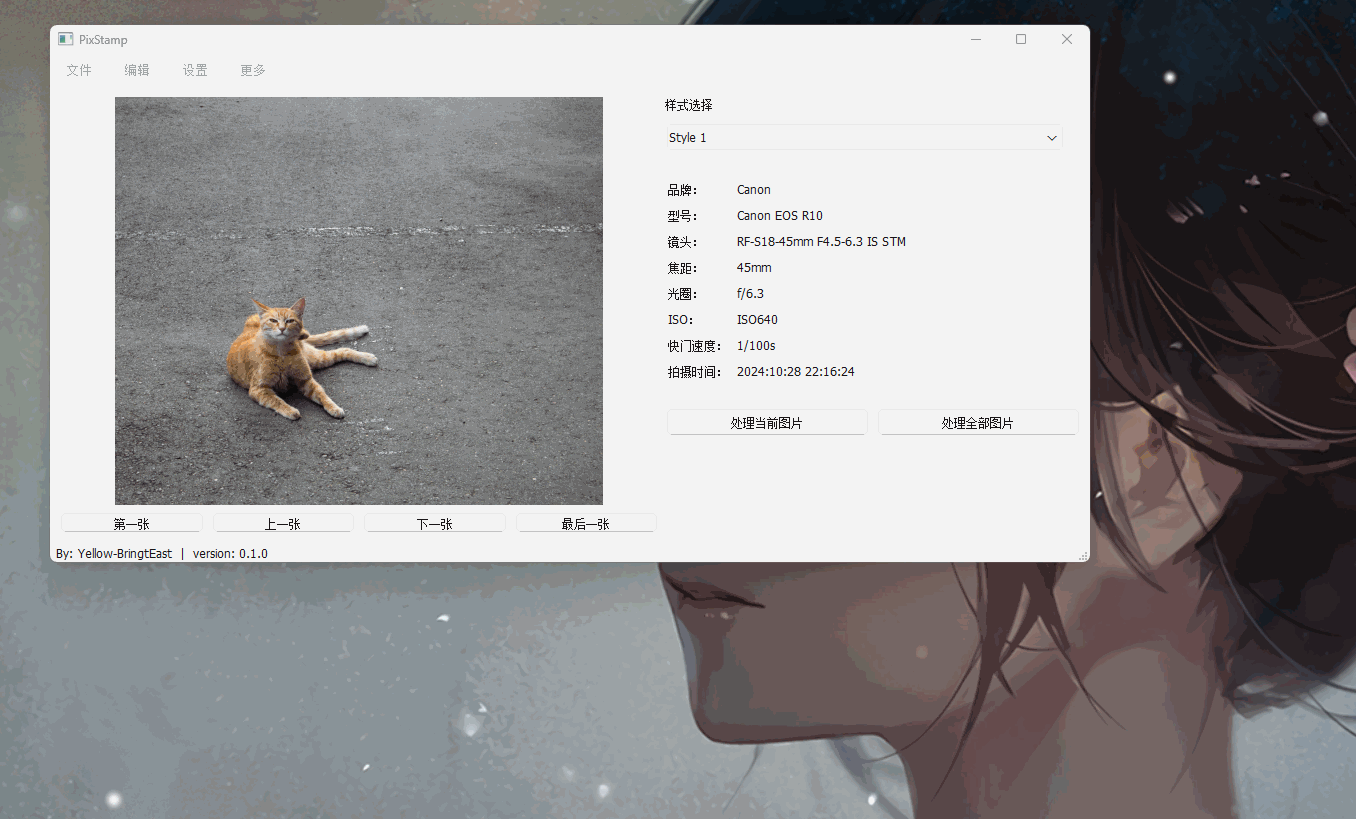 PixStamp
文件 编辑 设置 更多
样式选择
Style 1
品牌： Canon
型号： Canon EOS R10
镜头： RF-S18-45mm F4.5-6.3 IS STM
焦距： 45mm
光圈： f/6.3
ISO： ISO640
快门速度： 1/100s
拍摄时间： 2024:10:28 22:16:24
处理当前图片 处理全部图片
第一张 上一张 下一张 最后一张
By: Yellow-BringtEast | version: 0.1.0